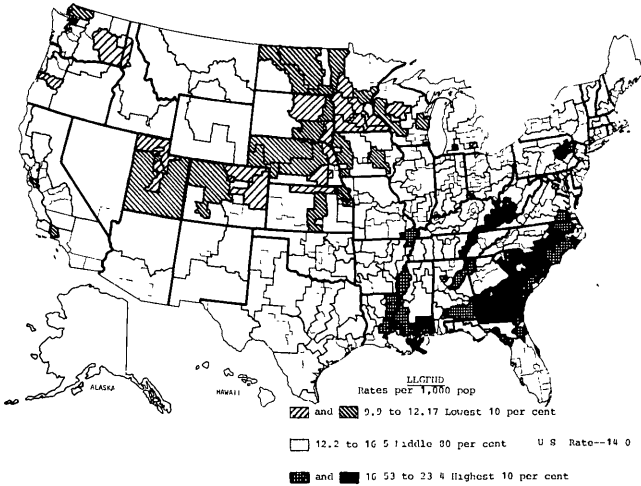 ALASKA
HAWAII
LEGEND
Rates per 1,000 pop
and 9.9 to 12.17 Lowest 10 per cent
12.2 to 16 5 Middle 80 per cent U S Rate--14 0
and 16 53 to 23 4 Highest 10 per cent